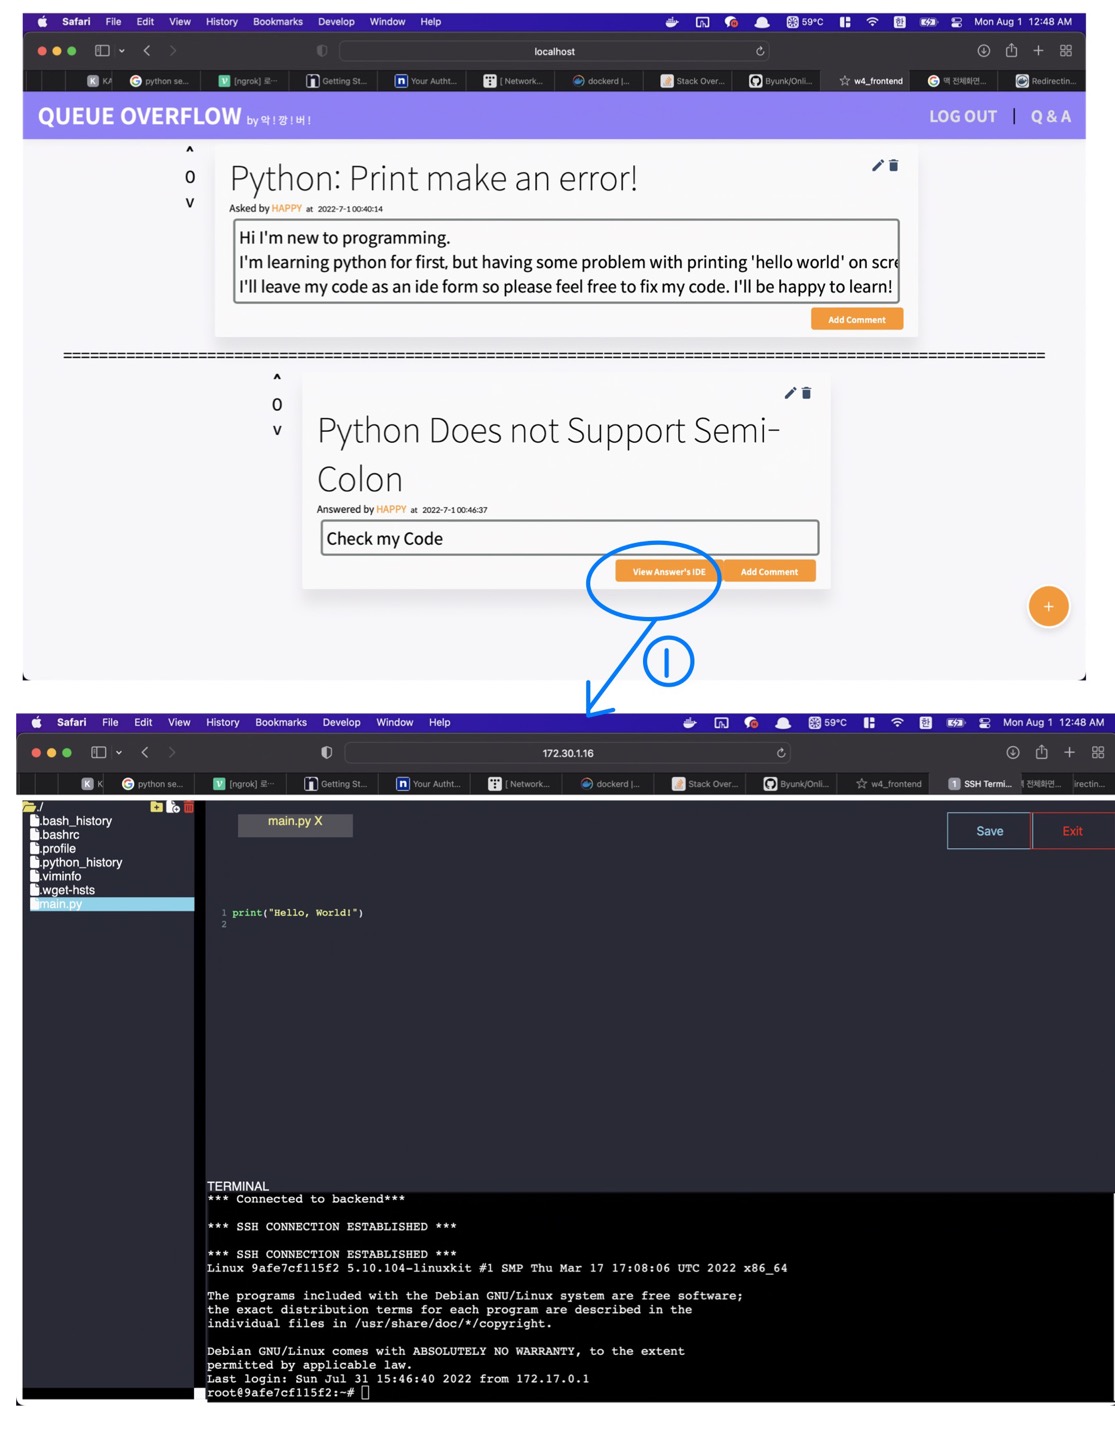 Safari File Edit View History Bookmarks Develop Window Help 59°C 한 Mon Aug 1 12:48 AM
localhost
K KA python se... [ngrok] 로... Getting St... Your Autht... [ Network... dockerd |... Stack Over... Byunk/Onli... w4_frontend 맥 전체화면... Redirectin...
QUEUE OVERFLOW by 악!깡!버! LOG OUT | Q & A
^
0
v
Python: Print make an error!
Asked by HAPPY at 2022-7-1 00:40:14
Hi I'm new to programming.
I'm learning python for first, but having some problem with printing 'hello world' on scre
I'll leave my code as an ide form so please feel free to fix my code. I'll be happy to learn!
Add Comment
^
0
v
Python Does not Support Semi-
Colon
Answered by HAPPY at 2022-7-1 00:46:37
Check my Code
View Answer's IDE Add Comment
+
1
Safari File Edit View History Bookmarks Develop Window Help 59°C 한 Mon Aug 1 12:48 AM
172.30.1.16
K K python se... [ngrok] 로... Getting St... Your Autht... [ Network... dockerd |... Stack Over... Byunk/Onli... w4_frontend 1 SSH Termi... 전체화면... irectin...
./
.bash_history
.bashrc
.profile
.python_history
.viminfo
.wget-hsts
main.py
main.py X
Save Exit
1 print("Hello, World!")
2
TERMINAL
*** Connected to backend***
*** SSH CONNECTION ESTABLISHED ***
*** SSH CONNECTION ESTABLISHED ***
Linux 9afe7cf115f2 5.10.104-linuxkit #1 SMP Thu Mar 17 17:08:06 UTC 2022 x86_64
The programs included with the Debian GNU/Linux system are free software;
the exact distribution terms for each program are described in the
individual files in /usr/share/doc/*/copyright.
Debian GNU/Linux comes with ABSOLUTELY NO WARRANTY, to the extent
permitted by applicable law.
Last login: Sun Jul 31 15:46:40 2022 from 172.17.0.1
root@9afe7cf115f2:~#